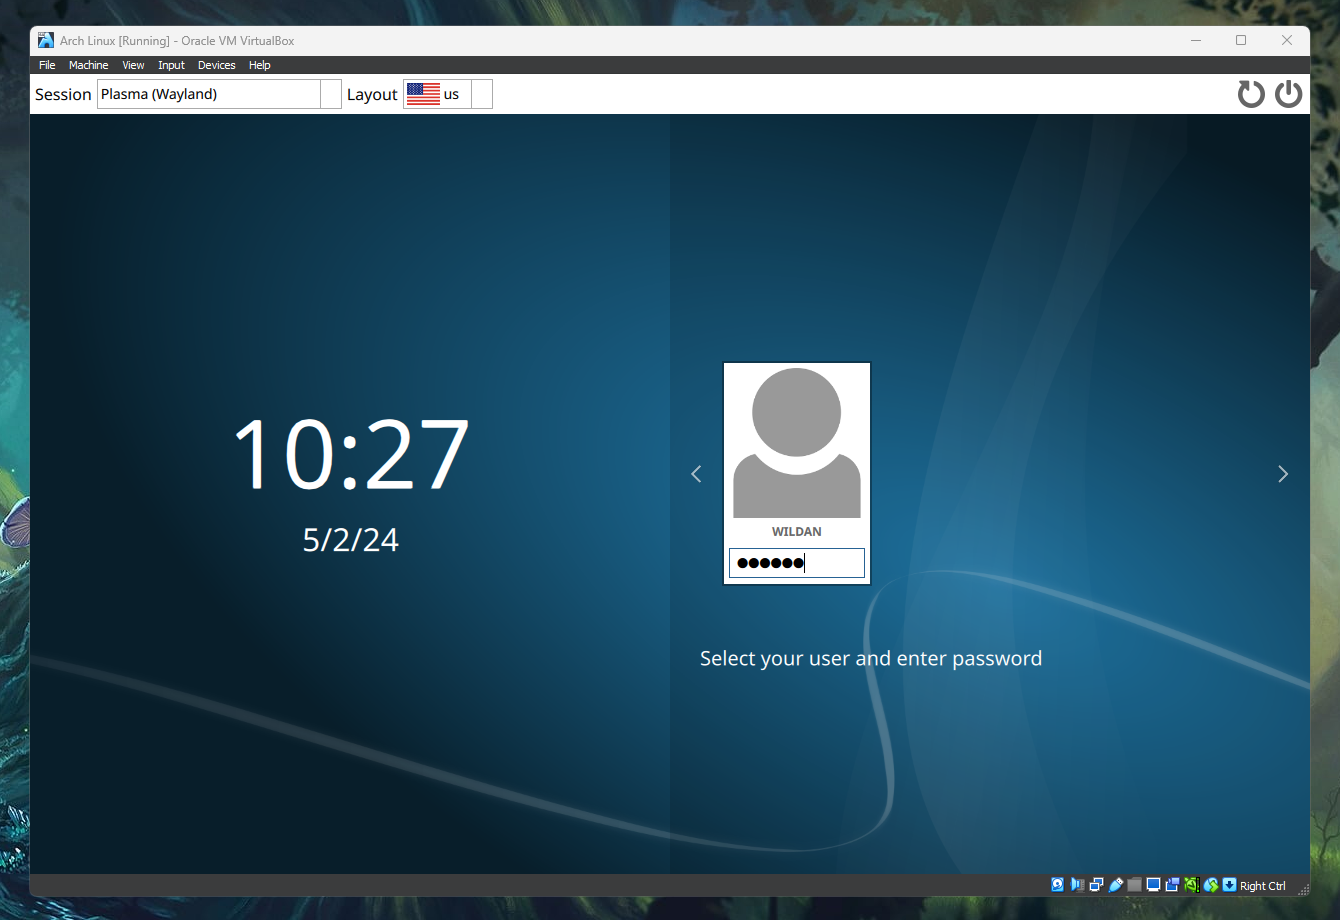 Arch Linux [Running] - Oracle VM VirtualBox
File Machine View Input Devices Help
Session Plasma (Wayland) Layout us
10:27
5/2/24
WILDAN
●●●●●●
Select your user and enter password
Right Ctrl